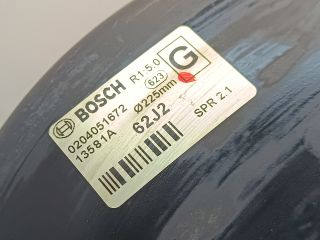 BOSCH R1:5.0 G
623
0204051672 Ø225mm
13581A 62J2
SPR 2.1